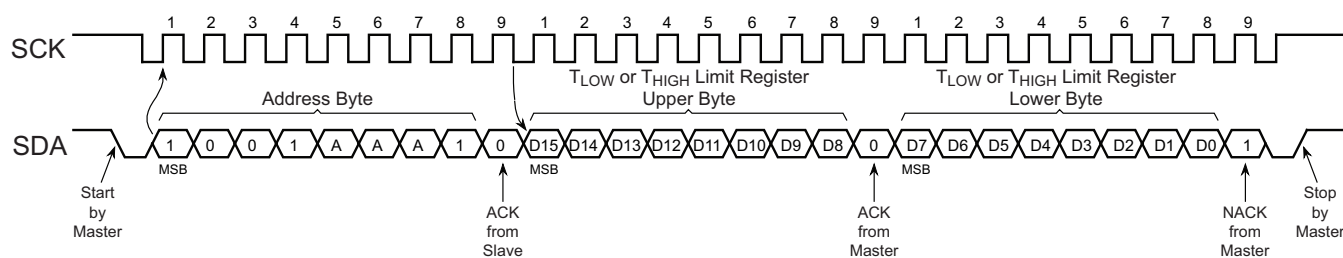 1 2 3 4 5 6 7 8 9 1 2 3 4 5 6 7 8 9 1 2 3 4 5 6 7 8 9
SCK
TLOW or THIGH Limit Register
Upper Byte
TLOW or THIGH Limit Register
Lower Byte
Address Byte
SDA
1 0 0 1 A A A 1 0 D15 D14 D13 D12 D11 D10 D9 D8 0 D7 D6 D5 D4 D3 D2 D1 D0 1
MSB MSB MSB
Start
by
Master
ACK
from
Slave
ACK
from
Master
NACK
from
Master
Stop
by
Master